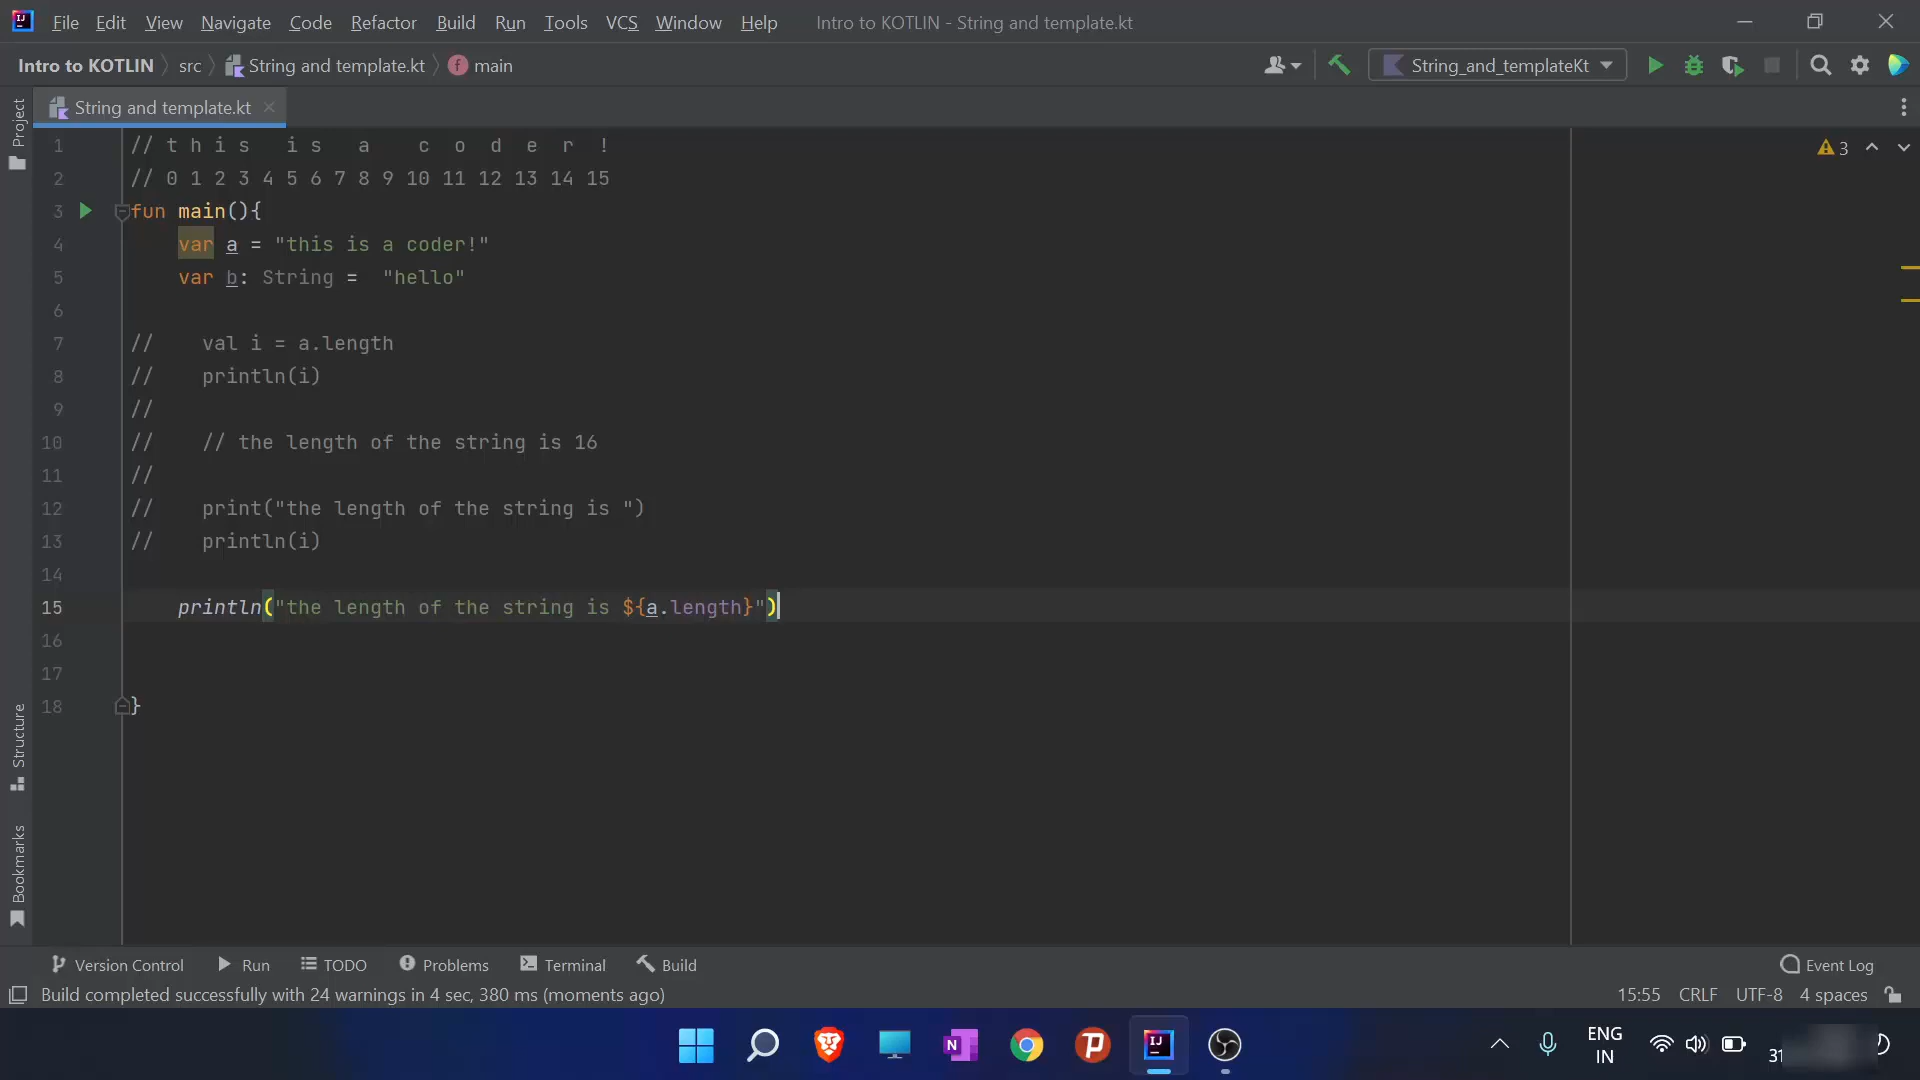 File Edit View Navigate Code Refactor Build Run Tools VCS Window Help Intro to KOTLIN - String and template.kt
Intro to KOTLIN src String and template.kt main String_and_templateKt
String and template.kt
Project
Structure
Bookmarks
3
1 // t h i s   i s   a    c  o  d  e  r  !
2 // 0 1 2 3 4 5 6 7 8 9 10 11 12 13 14 15
3 fun main(){
4     var a = "this is a coder!"
5     var b: String =  "hello"
6
7 //    val i = a.length
8 //    println(i)
9 //
10 //    // the length of the string is 16
11 //
12 //    print("the length of the string is ")
13 //    println(i)
14
15     println("the length of the string is ${a.length}")
16
17
18 }
Version Control Run TODO Problems Terminal Build Event Log
Build completed successfully with 24 warnings in 4 sec, 380 ms (moments ago) 15:55 CRLF UTF-8 4 spaces
ENG
IN
31